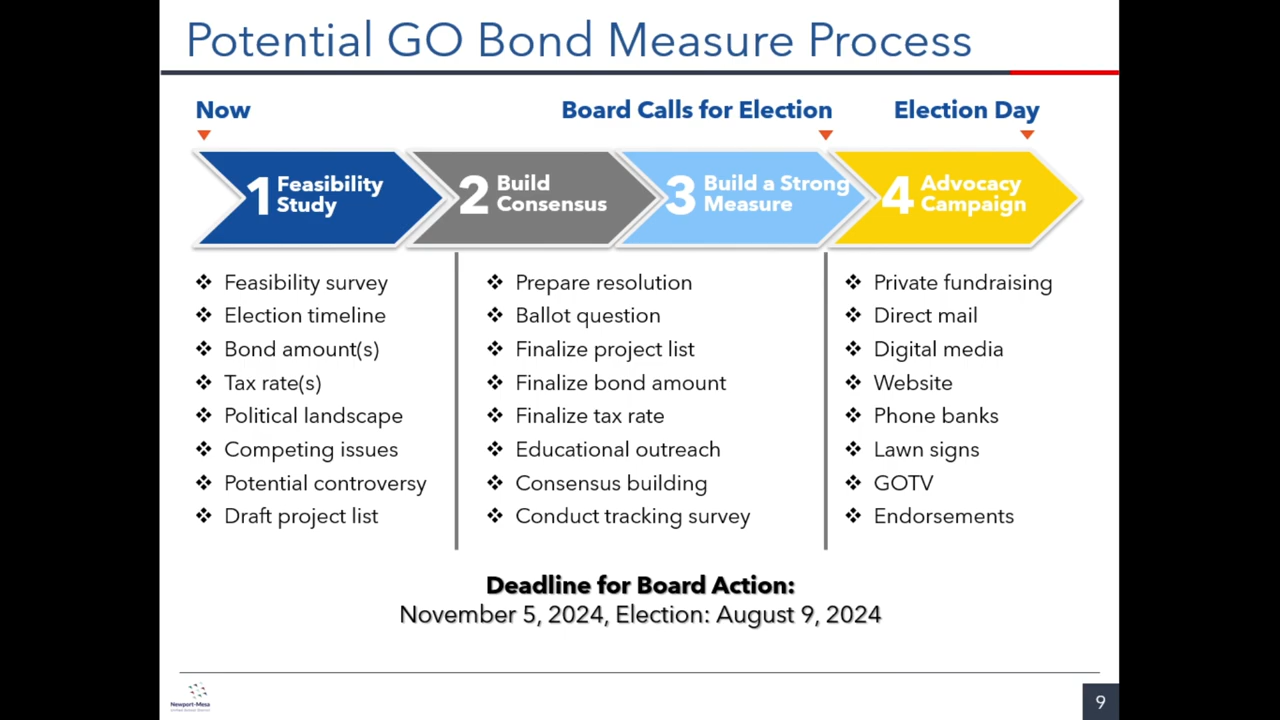 Potential GO Bond Measure Process
Now
Board Calls for Election
Election Day
1 Feasibility
Study
2 Build
Consensus
3 Build a Strong
Measure
4 Advocacy
Campaign
❖ Feasibility survey
❖ Election timeline
❖ Bond amount(s)
❖ Tax rate(s)
❖ Political landscape
❖ Competing issues
❖ Potential controversy
❖ Draft project list
❖ Prepare resolution
❖ Ballot question
❖ Finalize project list
❖ Finalize bond amount
❖ Finalize tax rate
❖ Educational outreach
❖ Consensus building
❖ Conduct tracking survey
❖ Private fundraising
❖ Direct mail
❖ Digital media
❖ Website
❖ Phone banks
❖ Lawn signs
❖ GOTV
❖ Endorsements
Deadline for Board Action:
November 5, 2024, Election: August 9, 2024
Newport-Mesa
9